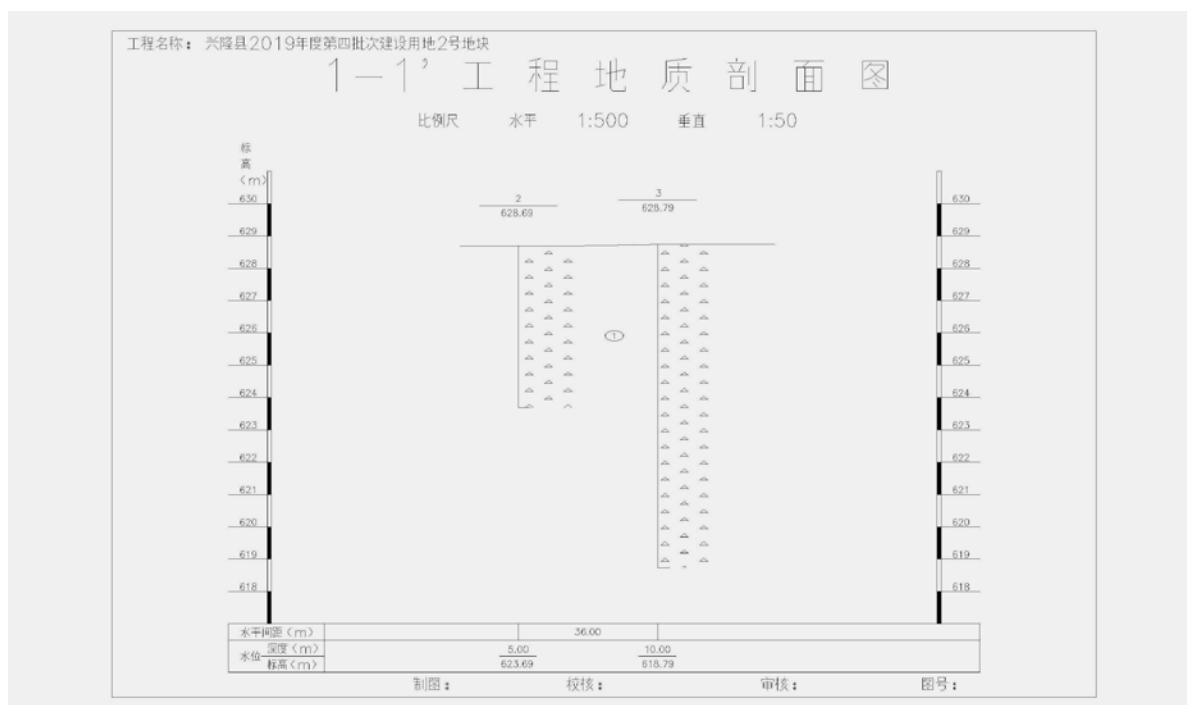 工程名称： 兴隆县2019年度第四批次建设用地2号地块
1—1’ 工程地质剖面图
比例尺 水平 1:500 垂直 1:50
标
高
(m)
2
628.69
3
628.79
630 630
629 629
628 628
627 627
626 626
①
625 625
624 624
623 623
622 622
621 621
620 620
619 619
618 618
水平间距(m) 36.00
水位 深度(m) 5.00 10.00
标高(m) 623.69 618.79
制图： 校核： 审核： 图号：